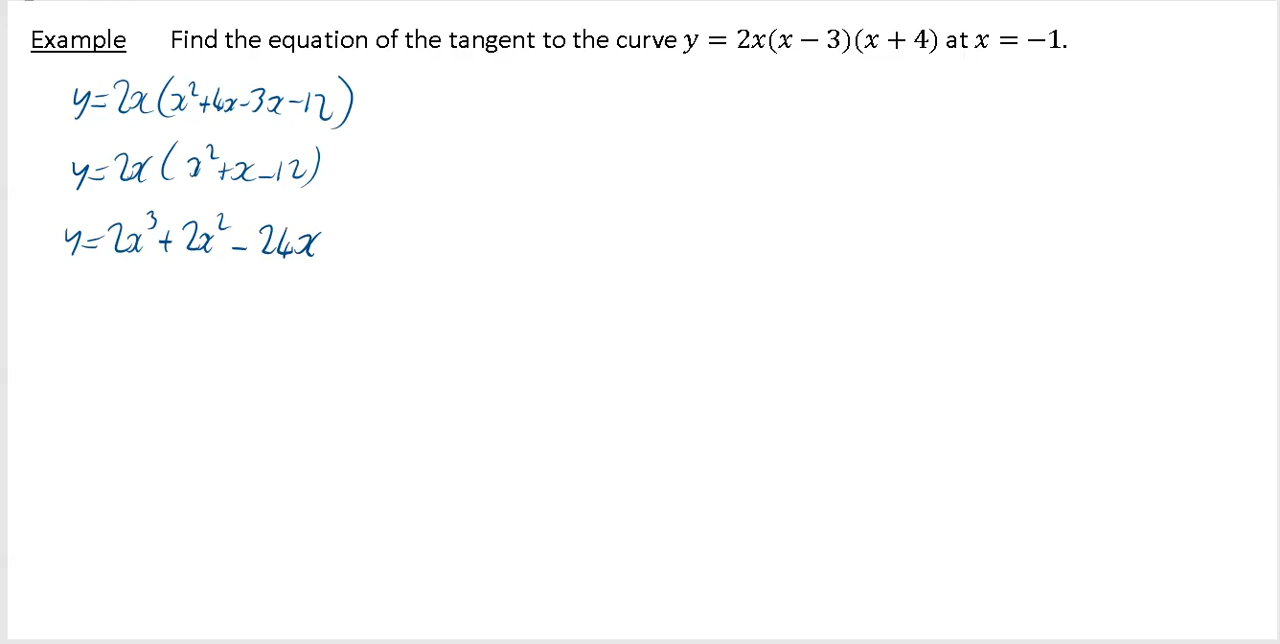 Example Find the equation of the tangent to the curve y = 2x(x − 3)(x + 4) at x = −1.
y=2x(x²+4x-3x-12)
y=2x(x²+x-12)
y=2x³+2x²-24x